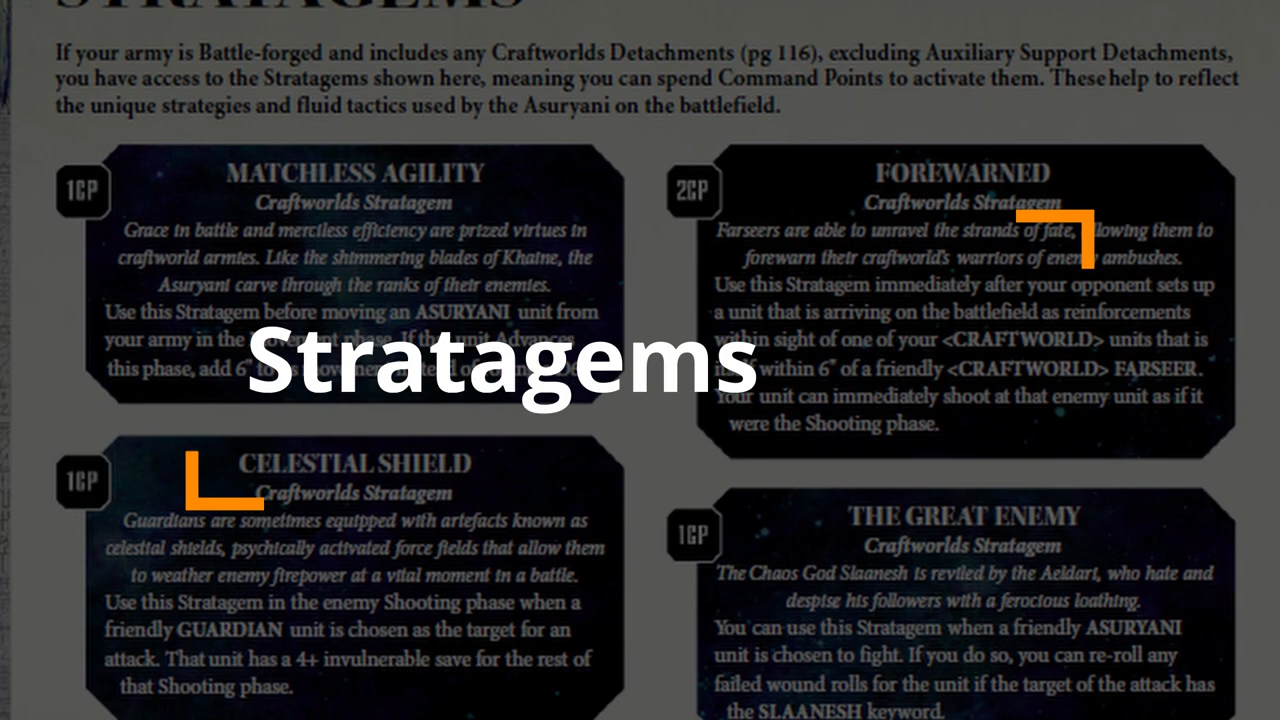 STRATAGEMS
If your army is Battle-forged and includes any Craftworlds Detachments (pg 116), excluding Auxiliary Support Detachments,
you have access to the Stratagems shown here, meaning you can spend Command Points to activate them. These help to reflect
the unique strategies and fluid tactics used by the Asuryani on the battlefield.
1CP
MATCHLESS AGILITY
Craftworlds Stratagem
Grace in battle and merciless efficiency are prized virtues in
craftworld armies. Like the shimmering blades of Khaine, the
Asuryani carve through the ranks of their enemies.
Use this Stratagem before moving an ASURYANI unit from
your army in the phase. If unit Advances
this phase, add 6"
2CP
FOREWARNED
Craftworlds Stratagem
Farseers are able to unravel the strands of fate, allowing them to
forewarn their craftworld's warriors of enemy ambushes.
Use this Stratagem immediately after your opponent sets up
a unit that is arriving on the battlefield as reinforcements
within sight of one of your <CRAFTWORLD> units that is
itself within 6" of a friendly <CRAFTWORLD> FARSEER.
Your unit can immediately shoot at that enemy unit as if it
were the Shooting phase.
Stratagems
1CP
CELESTIAL SHIELD
Craftworlds Stratagem
Guardians are sometimes equipped with artefacts known as
celestial shields, psychically activated force fields that allow them
to weather enemy firepower at a vital moment in a battle.
Use this Stratagem in the enemy Shooting phase when a
friendly GUARDIAN unit is chosen as the target for an
attack. That unit has a 4+ invulnerable save for the rest of
that Shooting phase.
1CP
THE GREAT ENEMY
Craftworlds Stratagem
The Chaos God Slaanesh is reviled by the Aeldari, who hate and
despise his followers with a ferocious loathing.
You can use this Stratagem when a friendly ASURYANI
unit is chosen to fight. If you do so, you can re-roll any
failed wound rolls for the unit if the target of the attack has
the SLAANESH keyword.